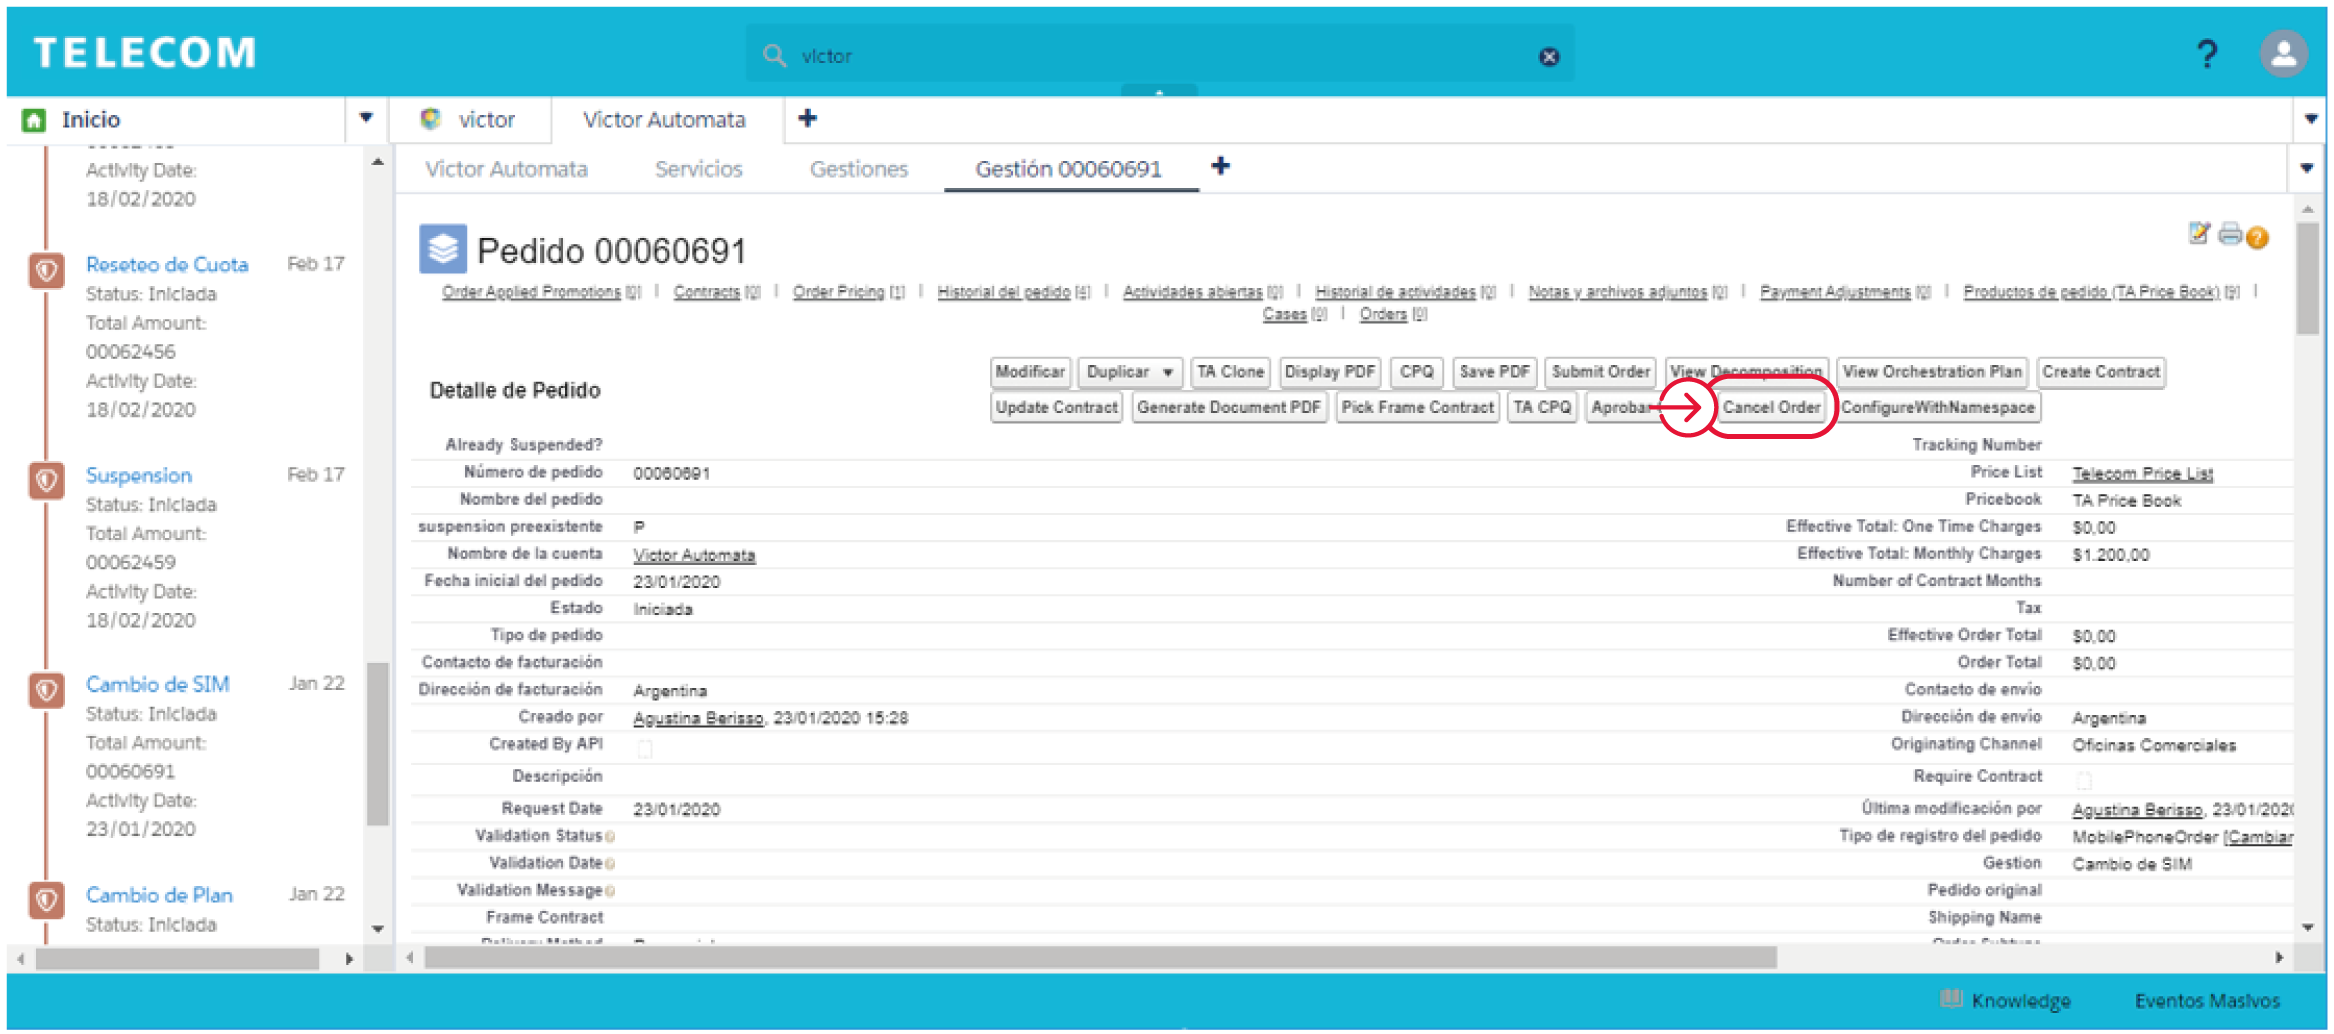 TELECOM
victor
?
Inicio
victor
Victor Automata
Activity Date:
18/02/2020
Reseteo de Cuota Feb 17
Status: Iniciada
Total Amount:
00062456
Activity Date:
18/02/2020
Suspension Feb 17
Status: Iniciada
Total Amount:
00062459
Activity Date:
18/02/2020
Cambio de SIM Jan 22
Status: Iniciada
Total Amount:
00060691
Activity Date:
23/01/2020
Cambio de Plan Jan 22
Status: Iniciada
Victor Automata Servicios Gestiones Gestión 00060691
Pedido 00060691
Order Applied Promotions [0] | Contracts [0] | Order Pricing [1] | Historial del pedido [4] | Actividades abiertas [0] | Historial de actividades [0] | Notas y archivos adjuntos [0] | Payment Adjustments [0] | Productos de pedido (TA Price Book) [9] |
Cases [0] | Orders [0]
Detalle de Pedido
Modificar Duplicar TA Clone Display PDF CPQ Save PDF Submit Order View Decomposition View Orchestration Plan Create Contract
Update Contract Generate Document PDF Pick Frame Contract TA CPQ Aprobar Cancel Order ConfigureWithNamespace
Already Suspended? Tracking Number
Número de pedido 00060691 Price List Telecom Price List
Nombre del pedido Pricebook TA Price Book
suspension preexistente P Effective Total: One Time Charges $0,00
Nombre de la cuenta Victor Automata Effective Total: Monthly Charges $1.200,00
Fecha inicial del pedido 23/01/2020 Number of Contract Months
Estado Iniciada Tax
Tipo de pedido Effective Order Total $0,00
Contacto de facturación Order Total $0,00
Dirección de facturación Argentina Contacto de envío
Creado por Agustina Berisso, 23/01/2020 15:28 Dirección de envío Argentina
Created By API Originating Channel Oficinas Comerciales
Descripción Require Contract
Request Date 23/01/2020 Última modificación por Agustina Berisso, 23/01/2020
Validation Status Tipo de registro del pedido MobilePhoneOrder [Cambiar
Validation Date Gestion Cambio de SIM
Validation Message Pedido original
Frame Contract Shipping Name
Delivery Method Order Subtype
Knowledge Eventos Masivos